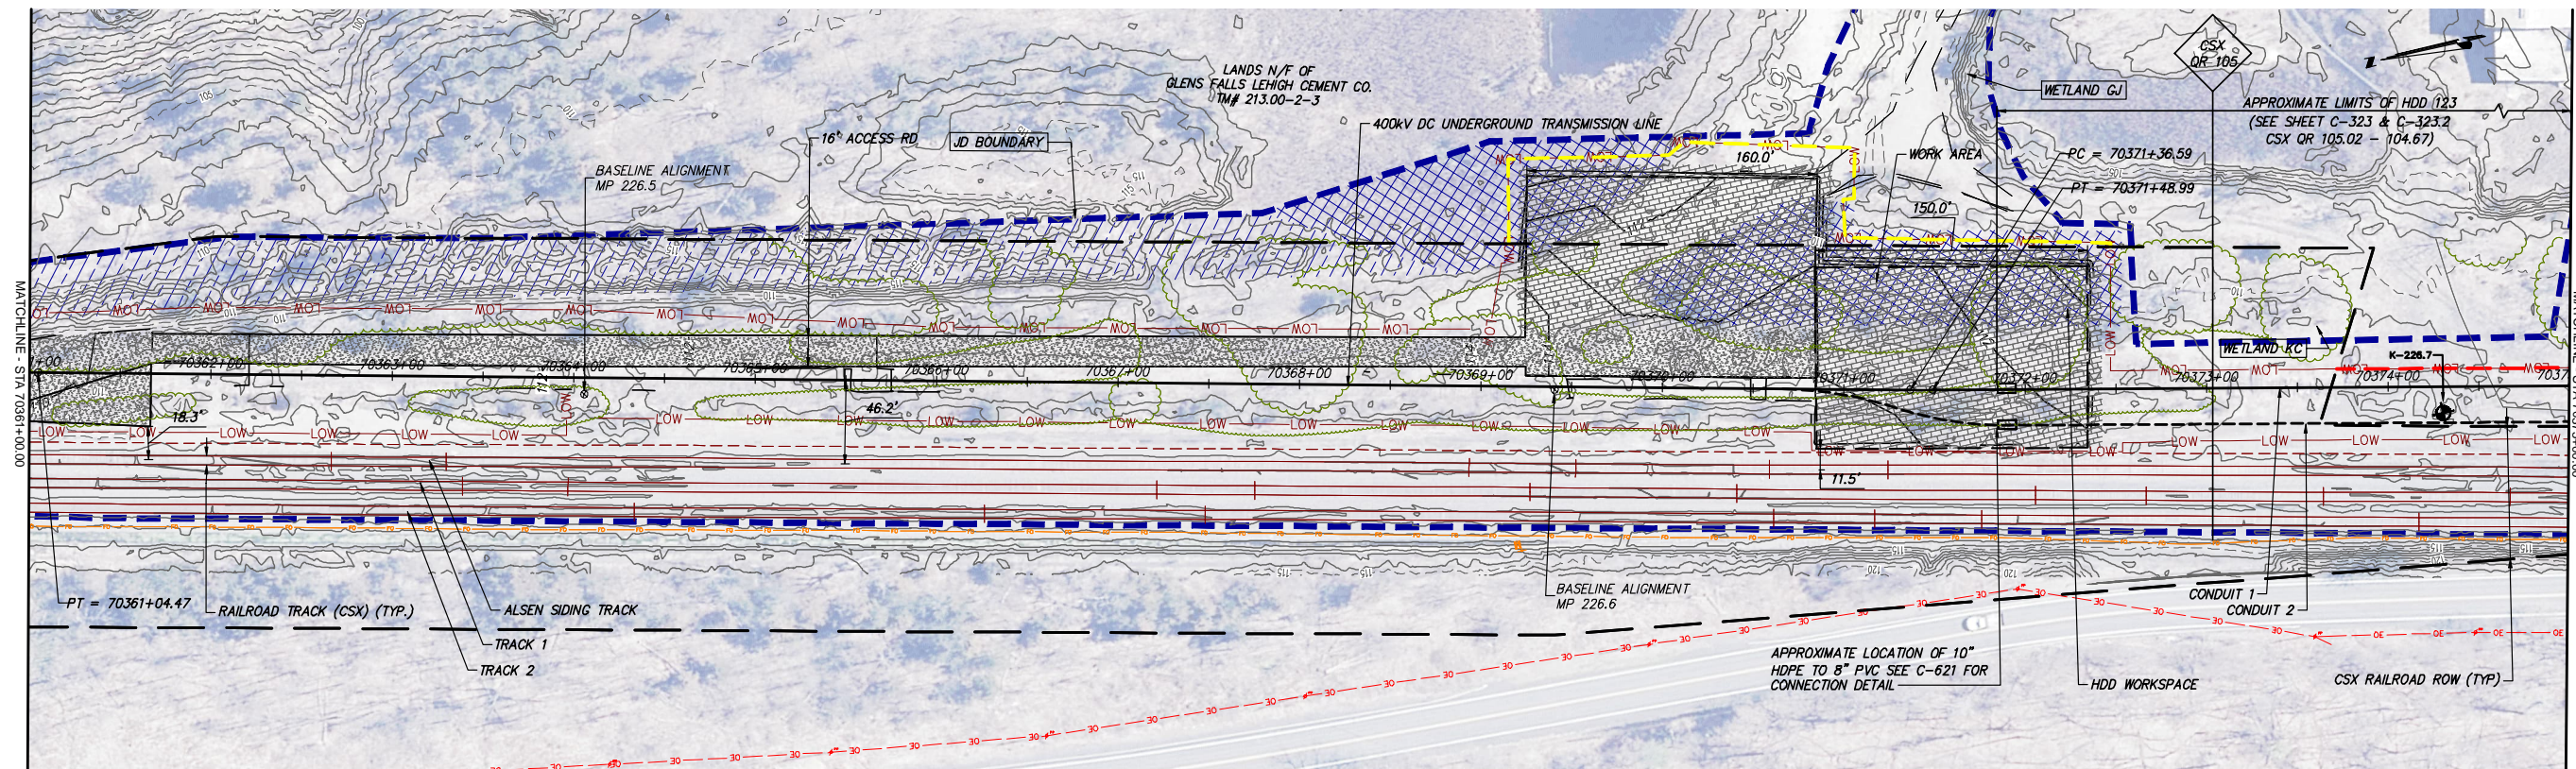 LANDS N/F OF
GLENS FALLS LEHIGH CEMENT CO.
TM# 213.00-2-3
CSX
QR 105
Z
WETLAND GJ
APPROXIMATE LIMITS OF HDD 123
(SEE SHEET C-323 & C-323.2
CSX QR 105.02 - 104.67)
16' ACCESS RD
JD BOUNDARY
400kV DC UNDERGROUND TRANSMISSION LINE
BASELINE ALIGNMENT
MP 226.5
160.0'
WORK AREA
PC = 70371+36.59
PT = 70371+48.99
150.0'
MATCHLINE - STA 70361+00.00
70362+00
70363+00
70364+00
70365+00
70366+00
70367+00
70368+00
70369+00
70370+00
70371+00
70372+00
70373+00
70374+00
WETLAND KC
K-226.7
18.3'
46.2'
11.5'
LOW
PT = 70361+04.47
RAILROAD TRACK (CSX) (TYP.)
ALSEN SIDING TRACK
TRACK 1
TRACK 2
BASELINE ALIGNMENT
MP 226.6
CONDUIT 1
CONDUIT 2
APPROXIMATE LOCATION OF 10"
HDPE TO 8" PVC SEE C-621 FOR
CONNECTION DETAIL
HDD WORKSPACE
CSX RAILROAD ROW (TYP)
105
110
115
120